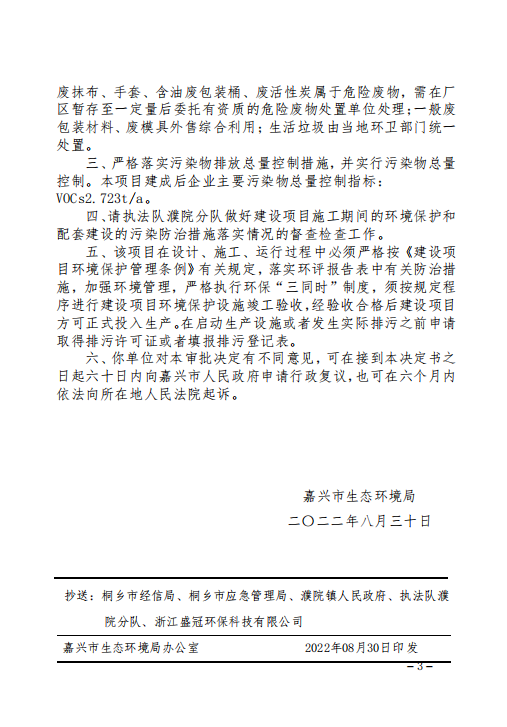 废抹布、手套、含油废包装桶、废活性炭属于危险废物，需在厂
区暂存至一定量后委托有资质的危险废物处置单位处理；一般废
包装材料、废模具外售综合利用；生活垃圾由当地环卫部门统一
处置。
三、严格落实污染物排放总量控制措施，并实行污染物总量
控制。本项目建成后企业主要污染物总量控制指标：
VOCs2.723t/a。
四、请执法队濮院分队做好建设项目施工期间的环境保护和
配套建设的污染防治措施落实情况的督查检查工作。
五、该项目在设计、施工、运行过程中必须严格按《建设项
目环境保护管理条例》有关规定，落实环评报告表中有关防治措
施，加强环境管理，严格执行环保“三同时”制度，须按规定程
序进行建设项目环境保护设施竣工验收，经验收合格后建设项目
方可正式投入生产。在启动生产设施或者发生实际排污之前申请
取得排污许可证或者填报排污登记表。
六、你单位对本审批决定有不同意见，可在接到本决定书之
日起六十日内向嘉兴市人民政府申请行政复议，也可在六个月内
依法向所在地人民法院起诉。
嘉兴市生态环境局
二〇二二年八月三十日
抄送：桐乡市经信局、桐乡市应急管理局、濮院镇人民政府、执法队濮
院分队、浙江盛冠环保科技有限公司
嘉兴市生态环境局办公室 2022年08月30日印发
－3－